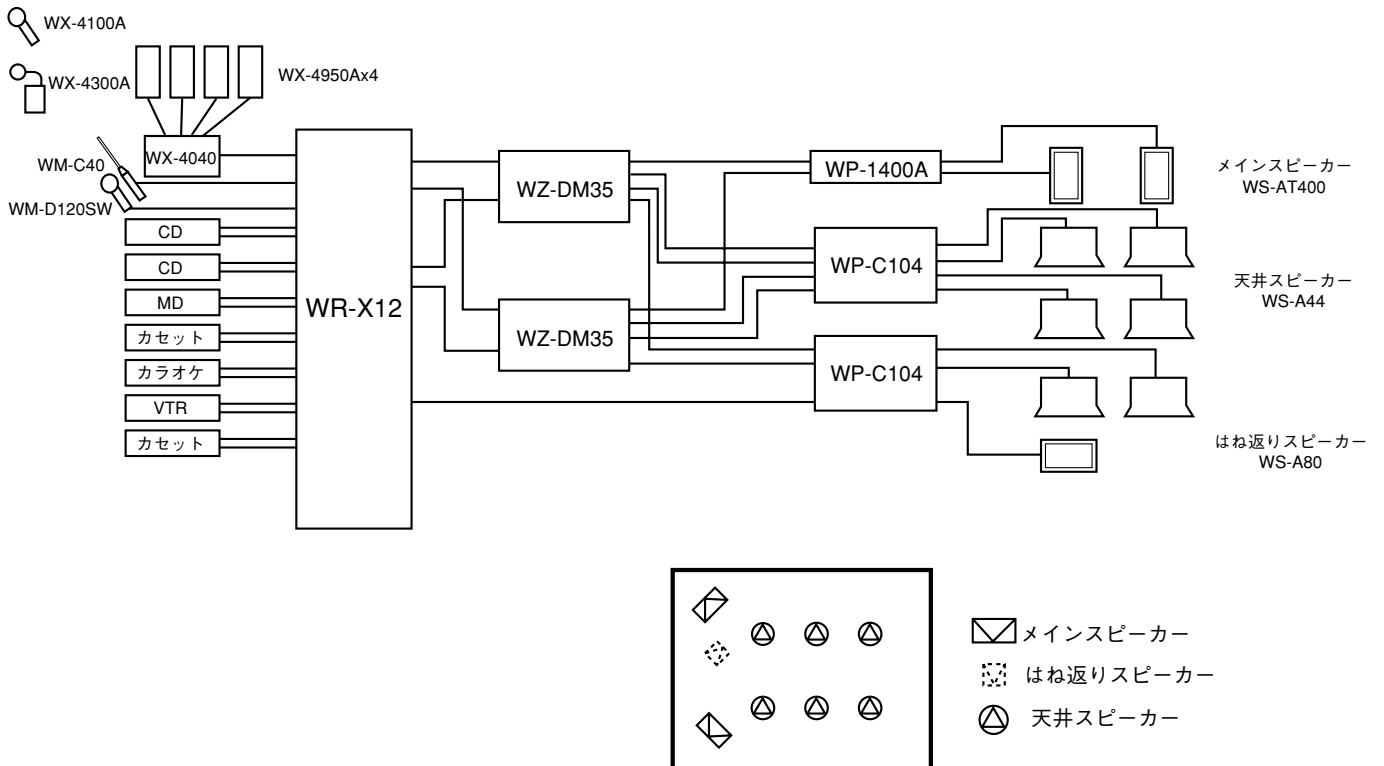 WX-4100A
WX-4300A
WX-4950Ax4
WX-4040
WM-C40
WM-D120SW
CD
CD
MD
カセット
カラオケ
VTR
カセット
WR-X12
WZ-DM35
WZ-DM35
WP-1400A
WP-C104
WP-C104
メインスピーカー
WS-AT400
天井スピーカー
WS-A44
はね返りスピーカー
WS-A80
メインスピーカー
はね返りスピーカー
天井スピーカー